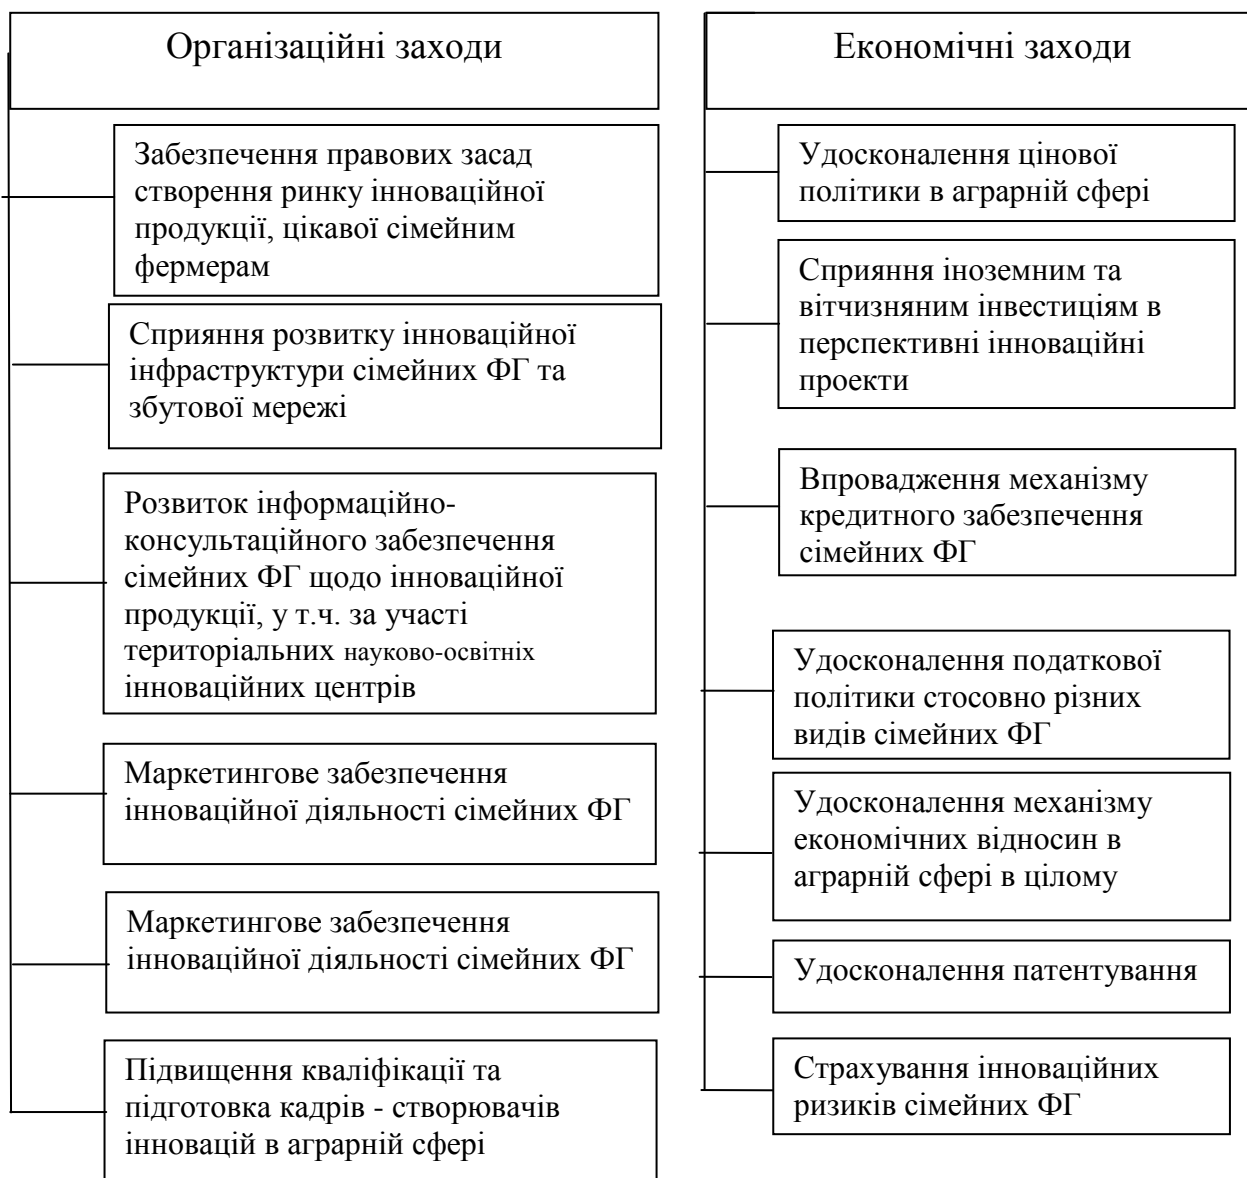 Організаційні заходи
Забезпечення правових засад
створення ринку інноваційної
продукції, цікавої сімейним
фермерам
Сприяння розвитку інноваційної
інфраструктури сімейних ФГ та
збутової мережі
Розвиток інформаційно-
консультаційного забезпечення
сімейних ФГ щодо інноваційної
продукції, у т.ч. за участі
територіальних науково-освітніх
інноваційних центрів
Маркетингове забезпечення
інноваційної діяльності сімейних ФГ
Маркетингове забезпечення
інноваційної діяльності сімейних ФГ
Підвищення кваліфікації та
підготовка кадрів - створювачів
інновацій в аграрній сфері
Економічні заходи
Удосконалення цінової
політики в аграрній сфері
Сприяння іноземним та
вітчизняним інвестиціям в
перспективні інноваційні
проекти
Впровадження механізму
кредитного забезпечення
сімейних ФГ
Удосконалення податкової
політики стосовно різних
видів сімейних ФГ
Удосконалення механізму
економічних відносин в
аграрній сфері в цілому
Удосконалення патентування
Страхування інноваційних
ризиків сімейних ФГ